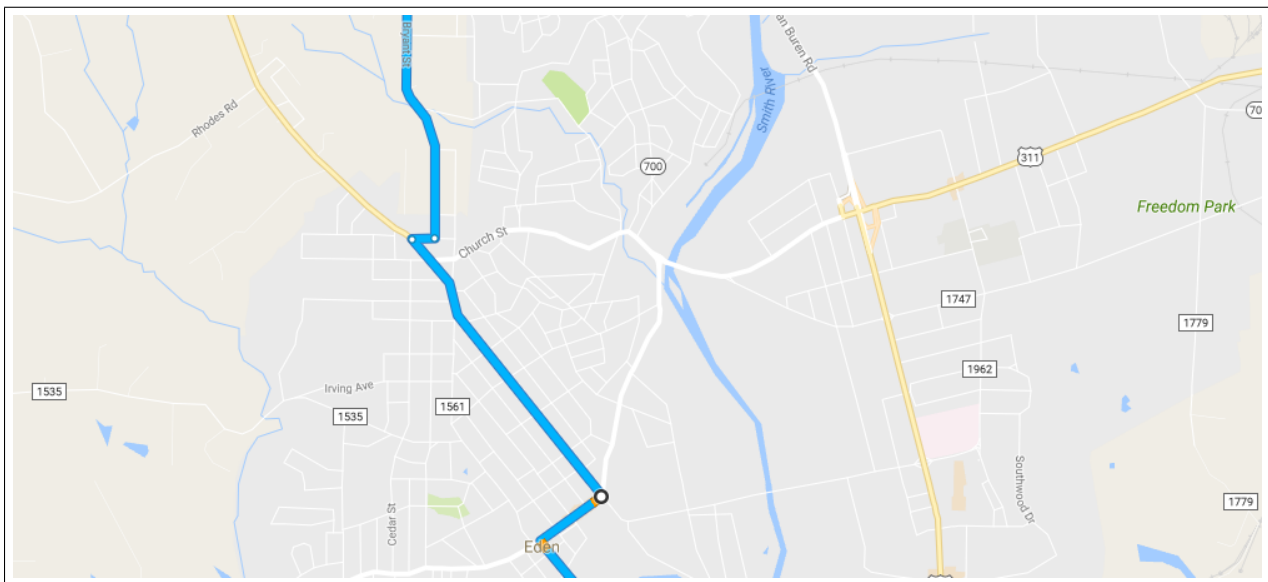 Bryant St
an Buren Rd
Smith River
Rhodes Rd
70
311
700
Freedom Park
Church St
1747
1779
1962
Irving Ave
1535
1561
1535
Southwood Dr
Cedar St
1779
Eden